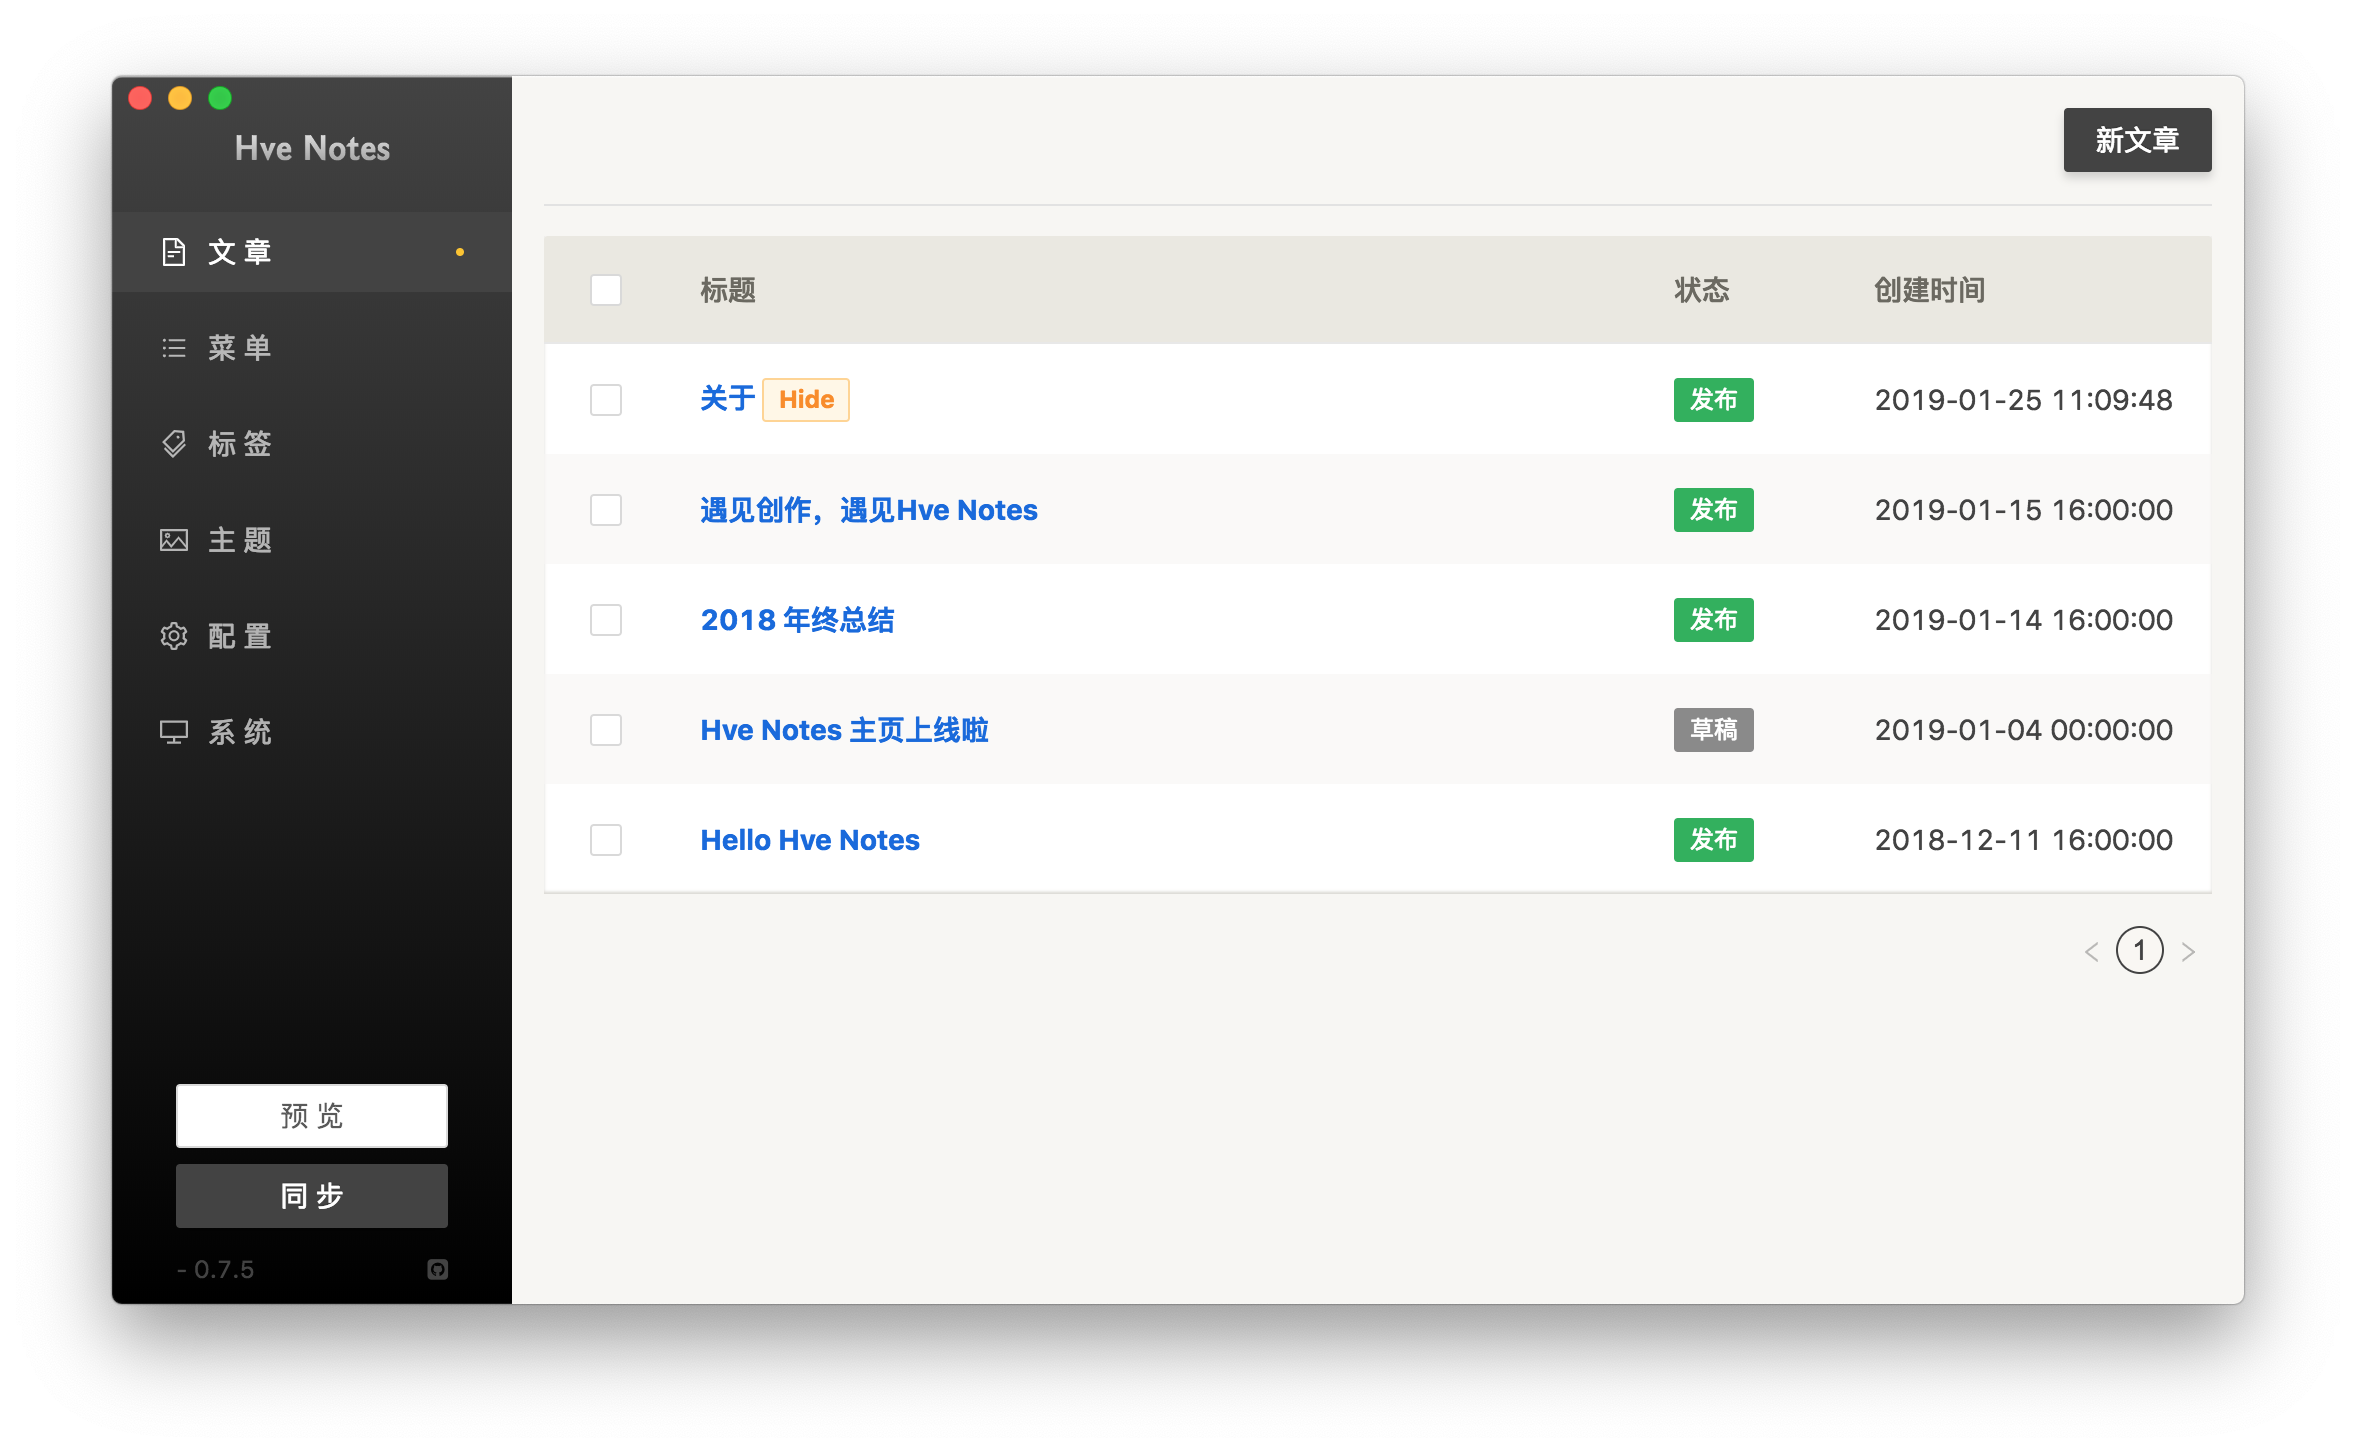 Hve Notes
文章
菜单
标签
主题
配置
系统
预览
同步
- 0.7.5
新文章
标题 状态 创建时间
关于 Hide 发布 2019-01-25 11:09:48
遇见创作，遇见Hve Notes 发布 2019-01-15 16:00:00
2018 年终总结 发布 2019-01-14 16:00:00
Hve Notes 主页上线啦 草稿 2019-01-04 00:00:00
Hello Hve Notes 发布 2018-12-11 16:00:00
< 1 >